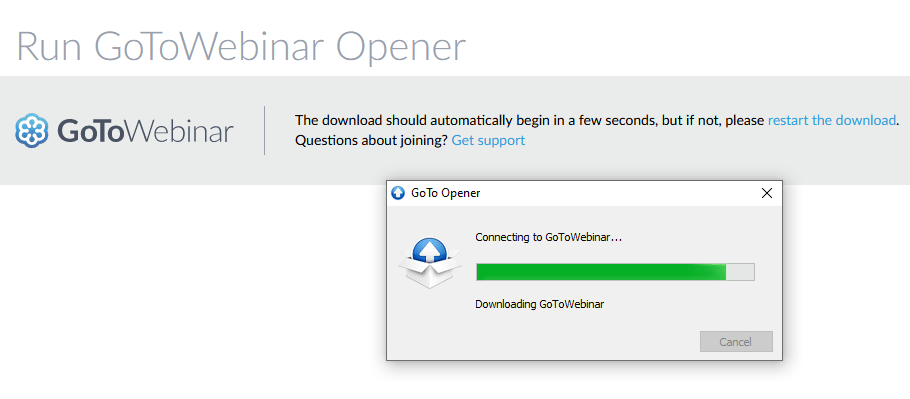 Run GoToWebinar Opener
GoToWebinar
The download should automatically begin in a few seconds, but if not, please restart the download.
Questions about joining? Get support
GoTo Opener
Connecting to GoToWebinar...
Downloading GoToWebinar
Cancel